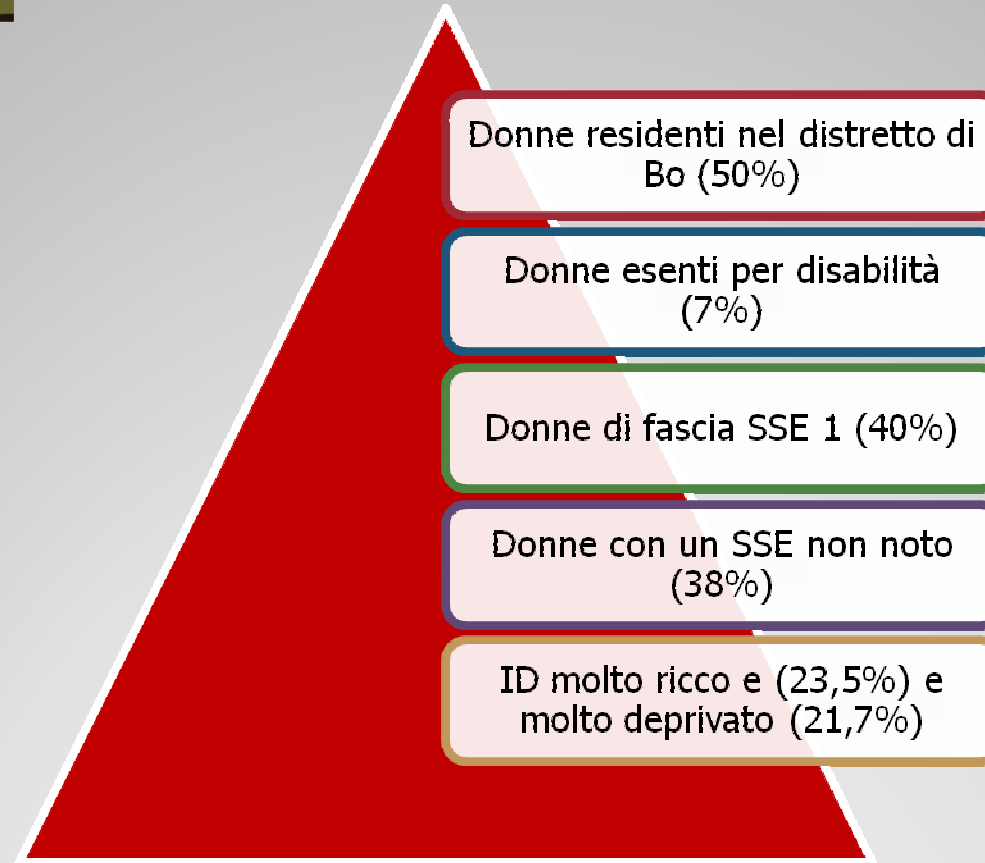 Donne residenti nel distretto di
Bo (50%)
Donne esenti per disabilità
(7%)
Donne di fascia SSE 1 (40%)
Donne con un SSE non noto
(38%)
ID molto ricco e (23,5%) e
molto deprivato (21,7%)